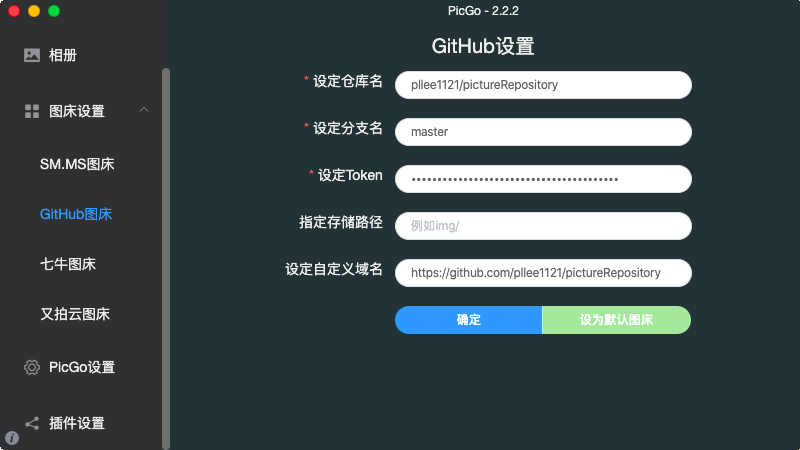 PicGo - 2.2.2
相册
图床设置
SM.MS图床
GitHub图床
七牛图床
又拍云图床
PicGo设置
插件设置
GitHub设置
* 设定仓库名 pllee1121/pictureRepository
* 设定分支名 master
* 设定Token ••••••••••••••••••••••••••••••••••••••••
指定存储路径 例如img/
设定自定义域名 https://github.com/pllee1121/pictureRepository
确定 设为默认图床